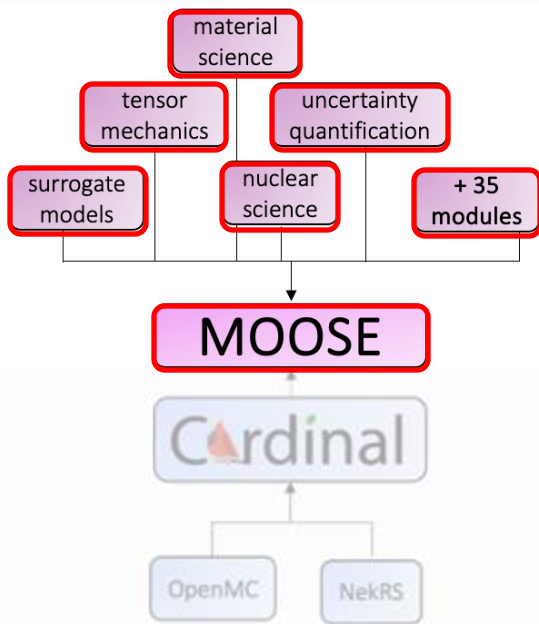 material
science
tensor
mechanics
uncertainty
quantification
surrogate
models
nuclear
science
+ 35
modules
MOOSE
Cardinal
OpenMC
NekRS